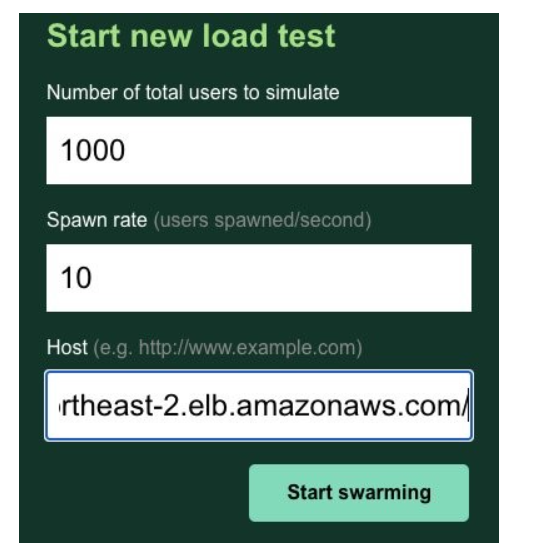 Start new load test
Number of total users to simulate
1000
Spawn rate (users spawned/second)
10
Host (e.g. http://www.example.com)
rtheast-2.elb.amazonaws.com/
Start swarming